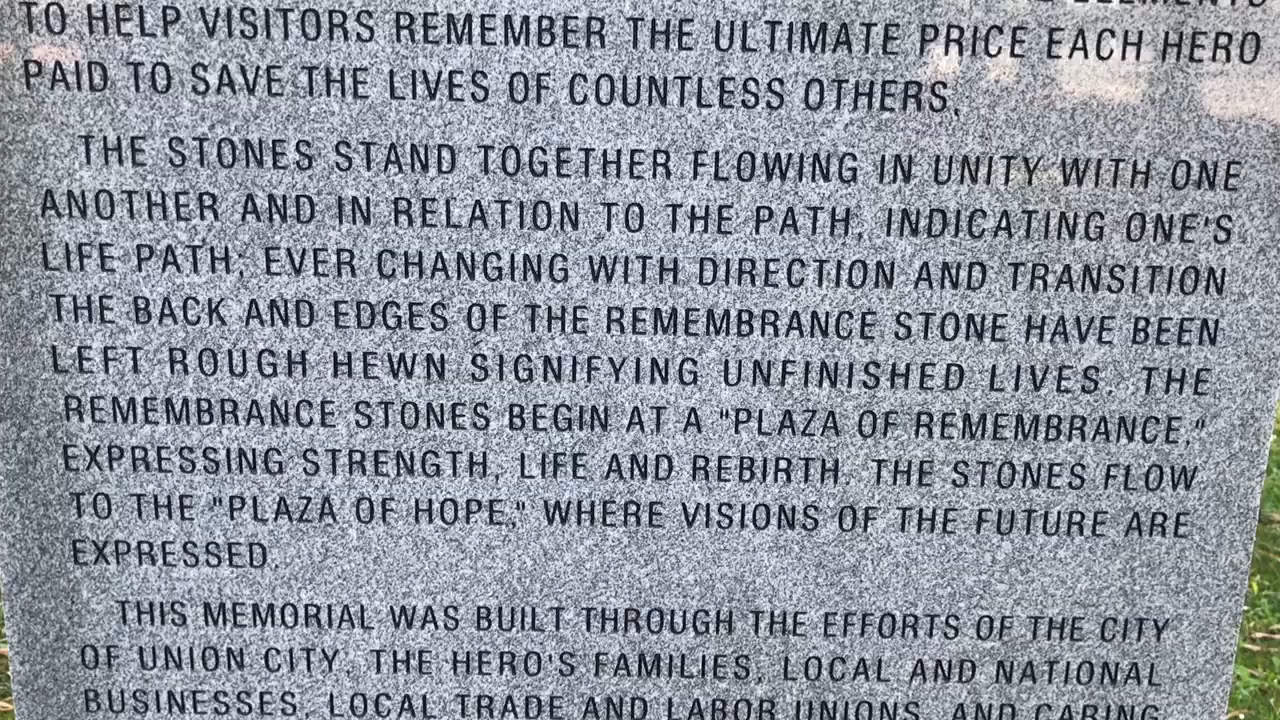 ELEMENTS
TO HELP VISITORS REMEMBER THE ULTIMATE PRICE EACH HERO
PAID TO SAVE THE LIVES OF COUNTLESS OTHERS.
THE STONES STAND TOGETHER FLOWING IN UNITY WITH ONE
ANOTHER AND IN RELATION TO THE PATH, INDICATING ONE'S
LIFE PATH; EVER CHANGING WITH DIRECTION AND TRANSITION
THE BACK AND EDGES OF THE REMEMBRANCE STONE HAVE BEEN
LEFT ROUGH HEWN SIGNIFYING UNFINISHED LIVES. THE
REMEMBRANCE STONES BEGIN AT A "PLAZA OF REMEMBRANCE,"
EXPRESSING STRENGTH, LIFE AND REBIRTH. THE STONES FLOW
TO THE "PLAZA OF HOPE," WHERE VISIONS OF THE FUTURE ARE
EXPRESSED.
THIS MEMORIAL WAS BUILT THROUGH THE EFFORTS OF THE CITY
OF UNION CITY, THE HERO'S FAMILIES, LOCAL AND NATIONAL
BUSINESSES, LOCAL TRADE AND LABOR UNIONS, AND CARING